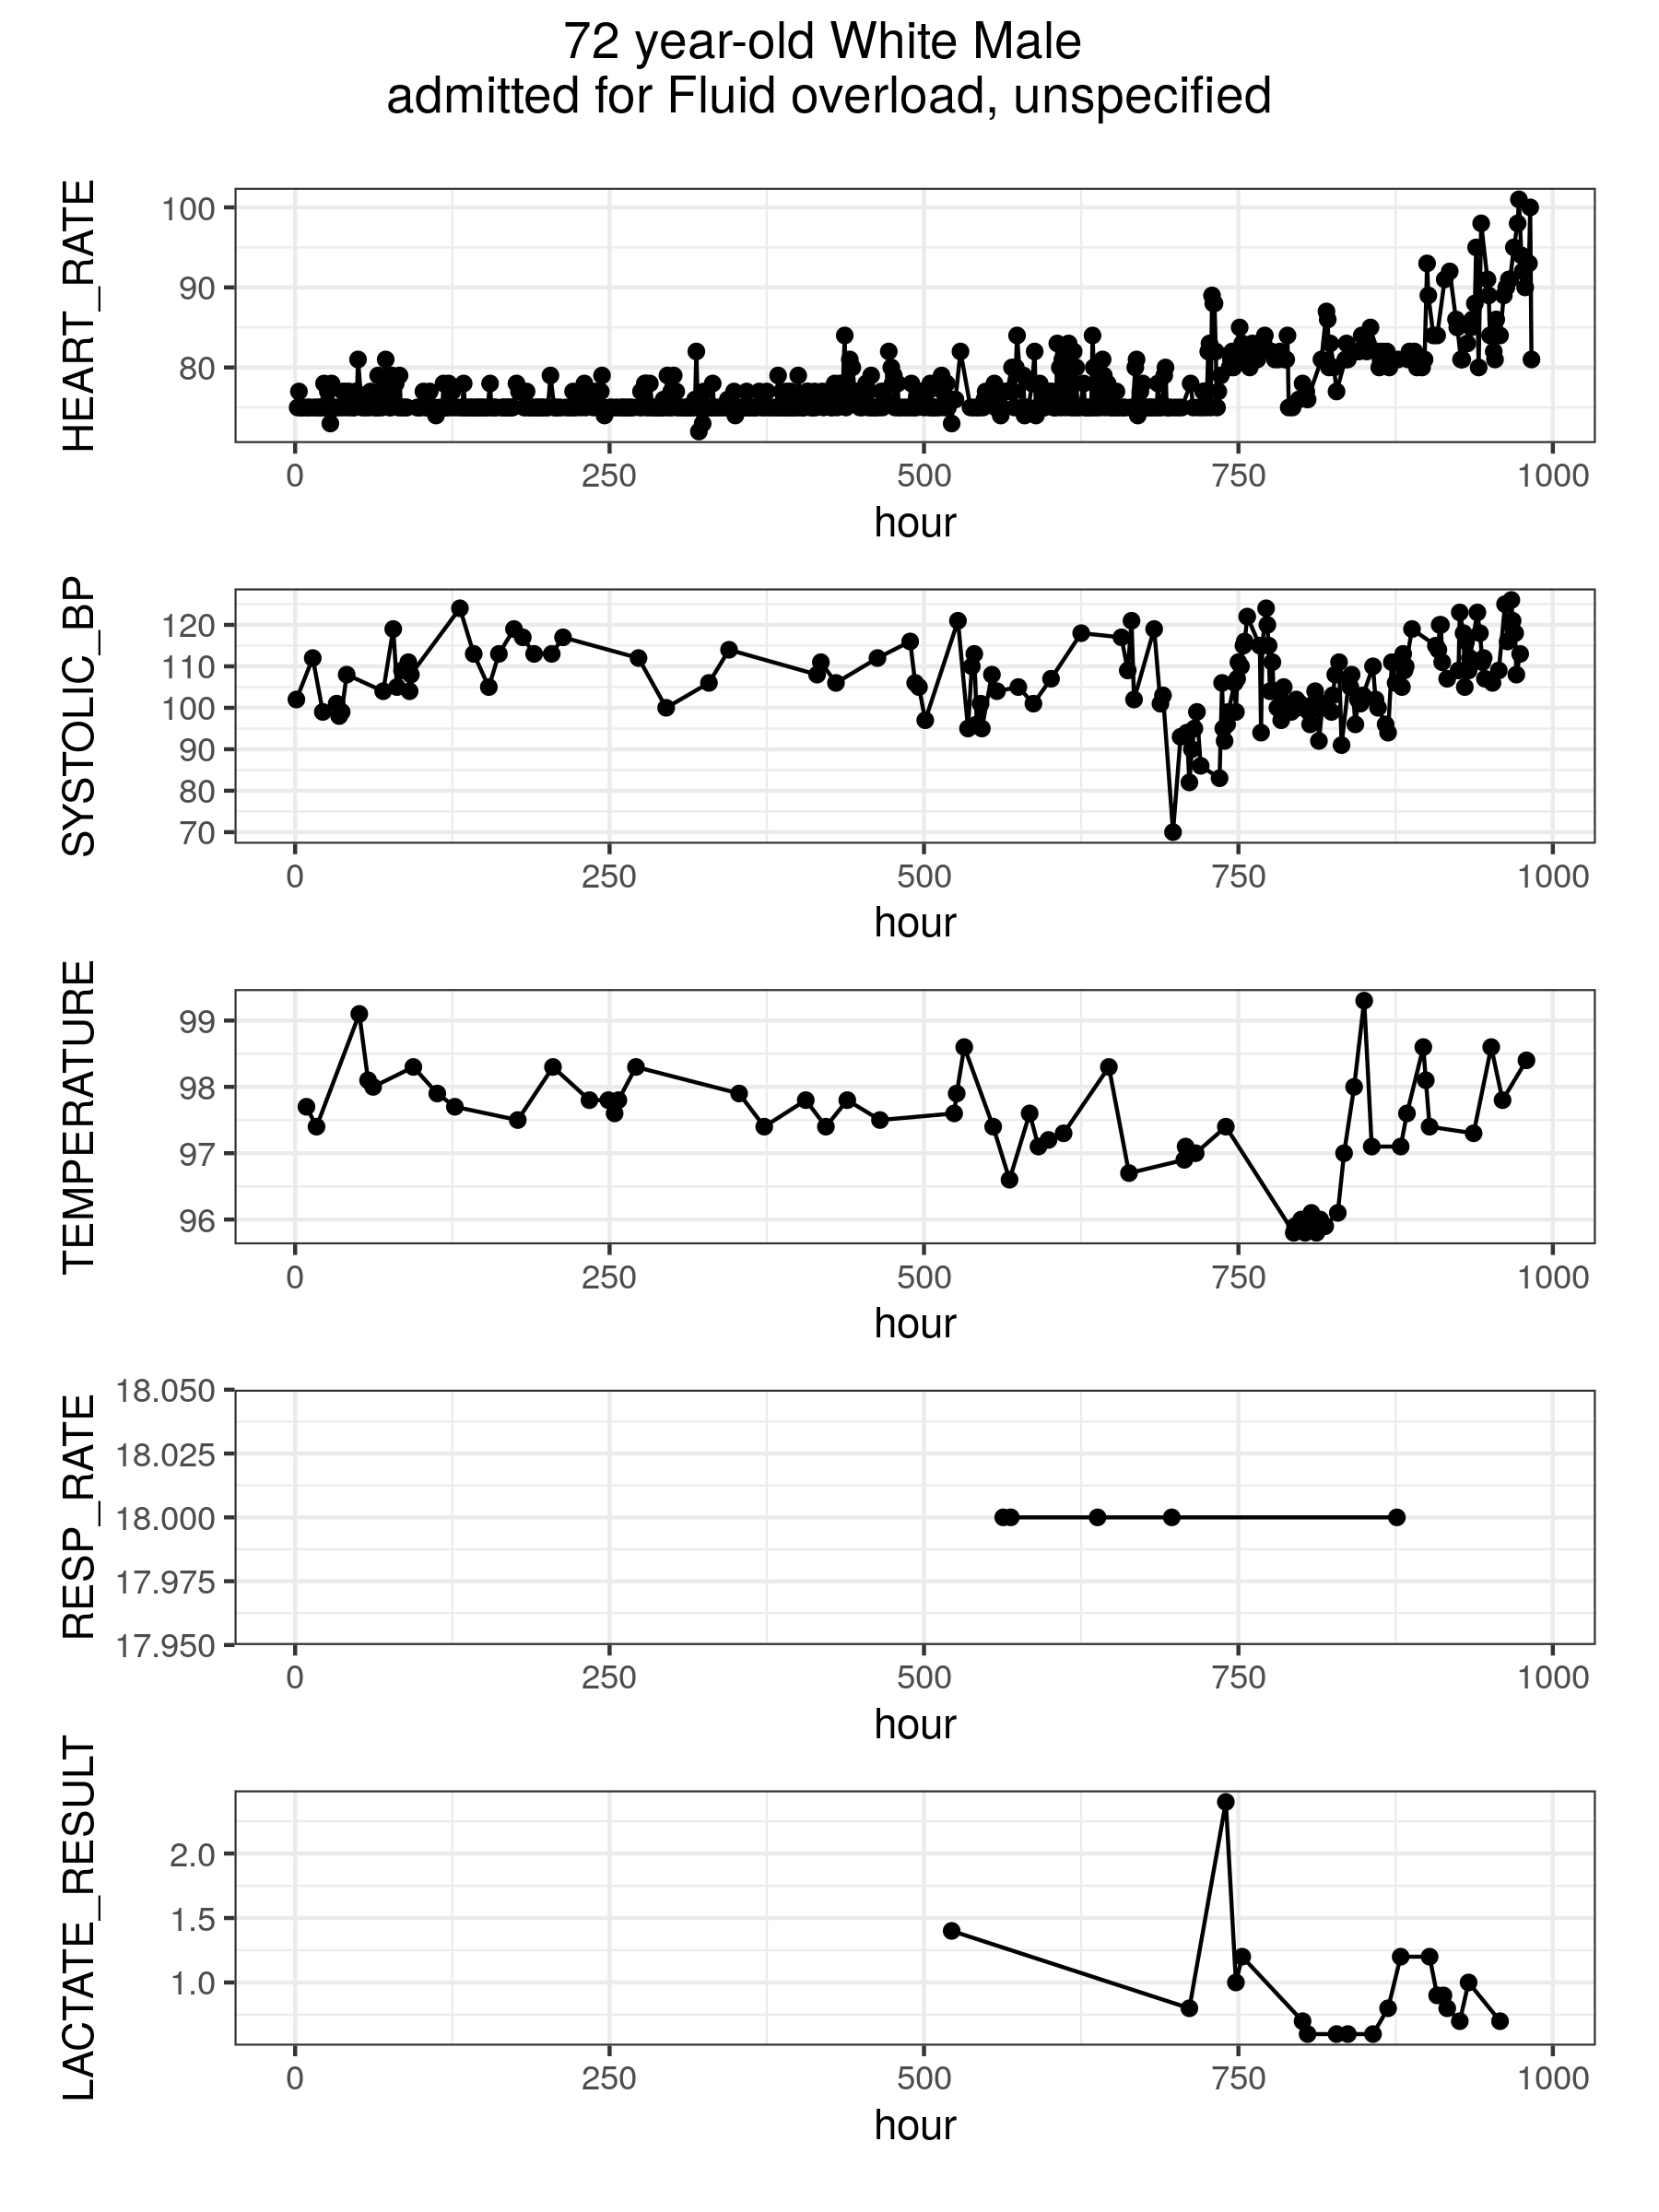 72 year-old White Male
admitted for Fluid overload, unspecified
HEART_RATE
100
90
80
0 250 500 750 1000
hour
SYSTOLIC_BP
120
110
100
90
80
70
0 250 500 750 1000
hour
TEMPERATURE
99
98
97
96
0 250 500 750 1000
hour
RESP_RATE
18.050
18.025
18.000
17.975
17.950
0 250 500 750 1000
hour
LACTATE_RESULT
2.0
1.5
1.0
0 250 500 750 1000
hour